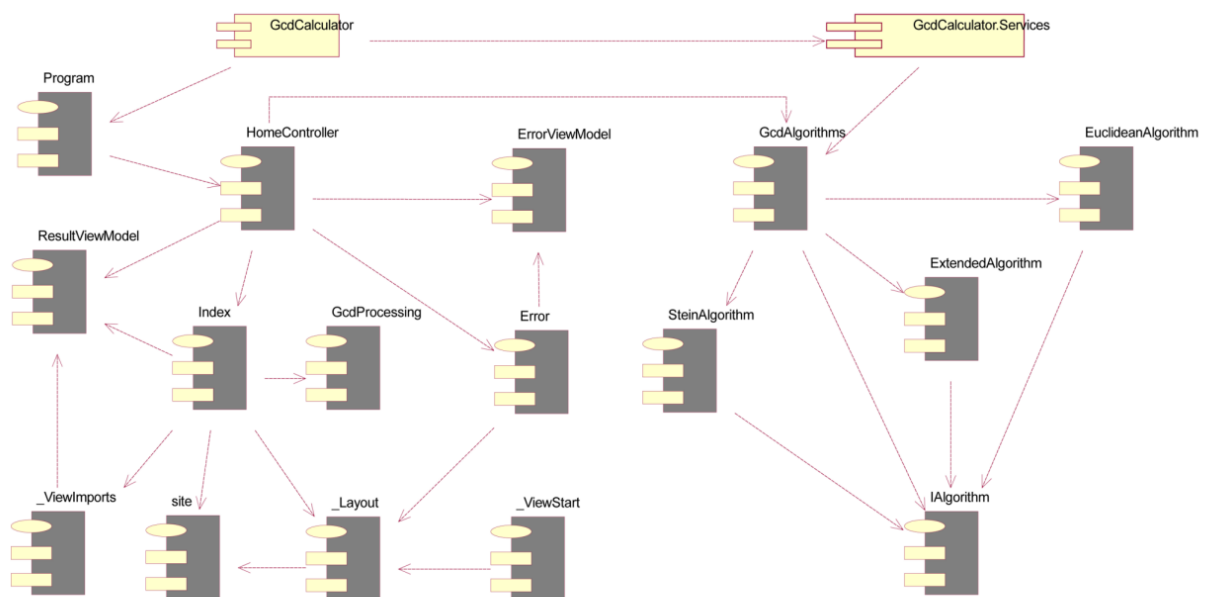 GcdCalculator
GcdCalculator.Services
Program
HomeController
ErrorViewModel
GcdAlgorithms
EuclideanAlgorithm
ResultViewModel
ExtendedAlgorithm
Index
GcdProcessing
Error
SteinAlgorithm
_ViewImports
site
_Layout
_ViewStart
IAlgorithm